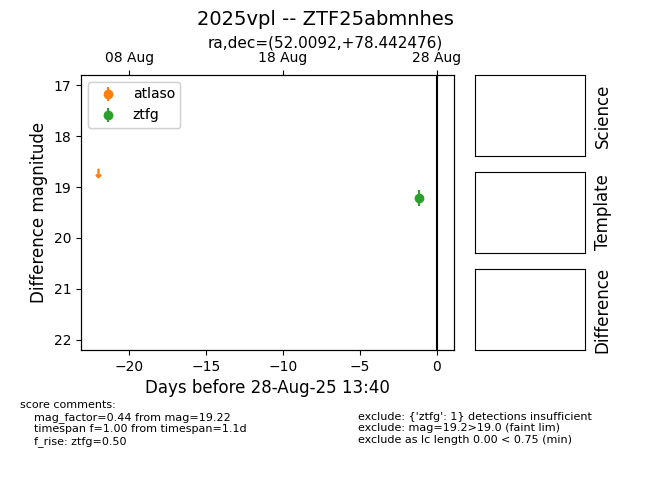 2025vpl -- ZTF25abmnhes
ra,dec=(52.0092,+78.442476)
08 Aug 18 Aug 28 Aug
17
18
19
20
21
22
Difference magnitude
atlaso
ztfg
−20 −15 −10 −5 0
Days before 28-Aug-25 13:40
Science
Template
Difference
score comments:
mag_factor=0.44 from mag=19.22
timespan f=1.00 from timespan=1.1d
f_rise: ztfg=0.50
exclude: {'ztfg': 1} detections insufficient
exclude: mag=19.2>19.0 (faint lim)
exclude as lc length 0.00 < 0.75 (min)